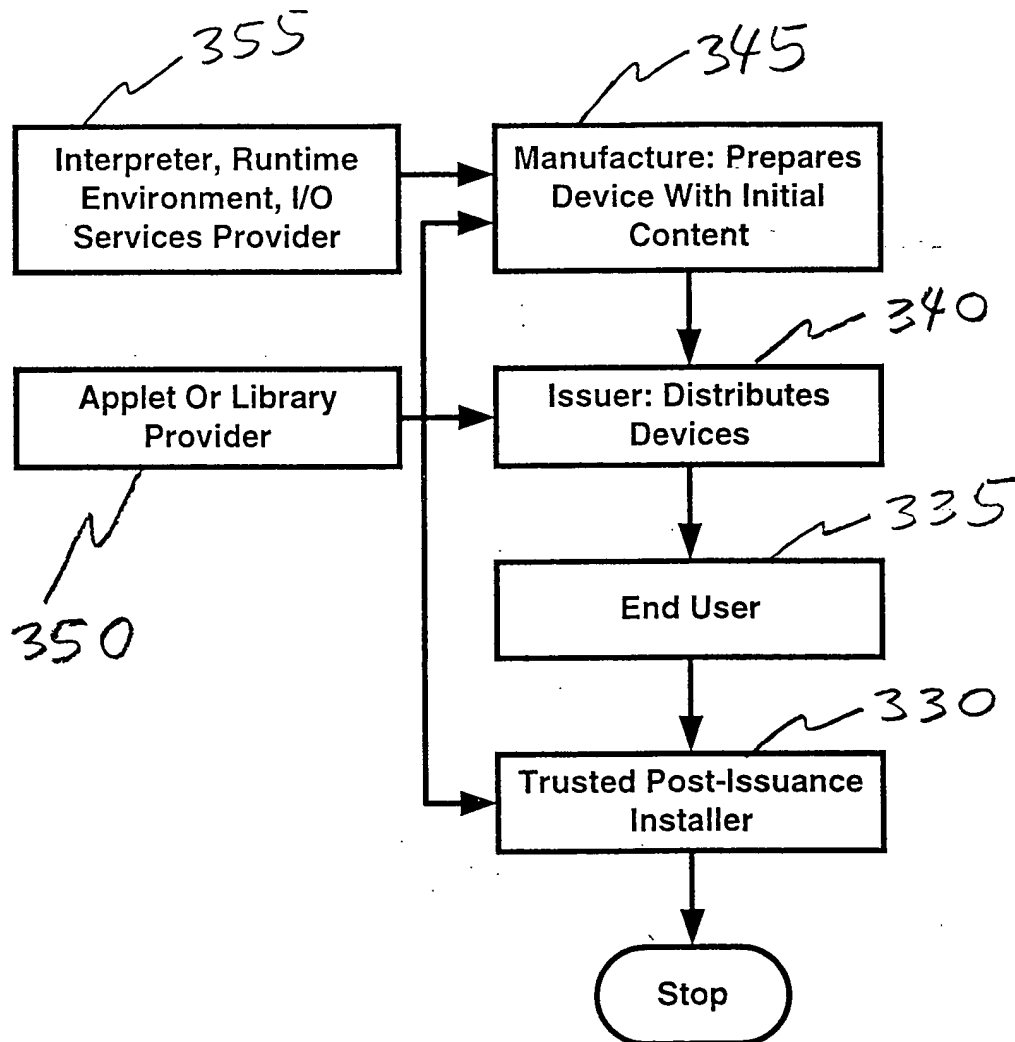 355
345
Interpreter, Runtime
Environment, I/O
Services Provider
Manufacture: Prepares
Device With Initial
Content
340
Applet Or Library
Provider
Issuer: Distributes
Devices
335
End User
350
330
Trusted Post-Issuance
Installer
Stop